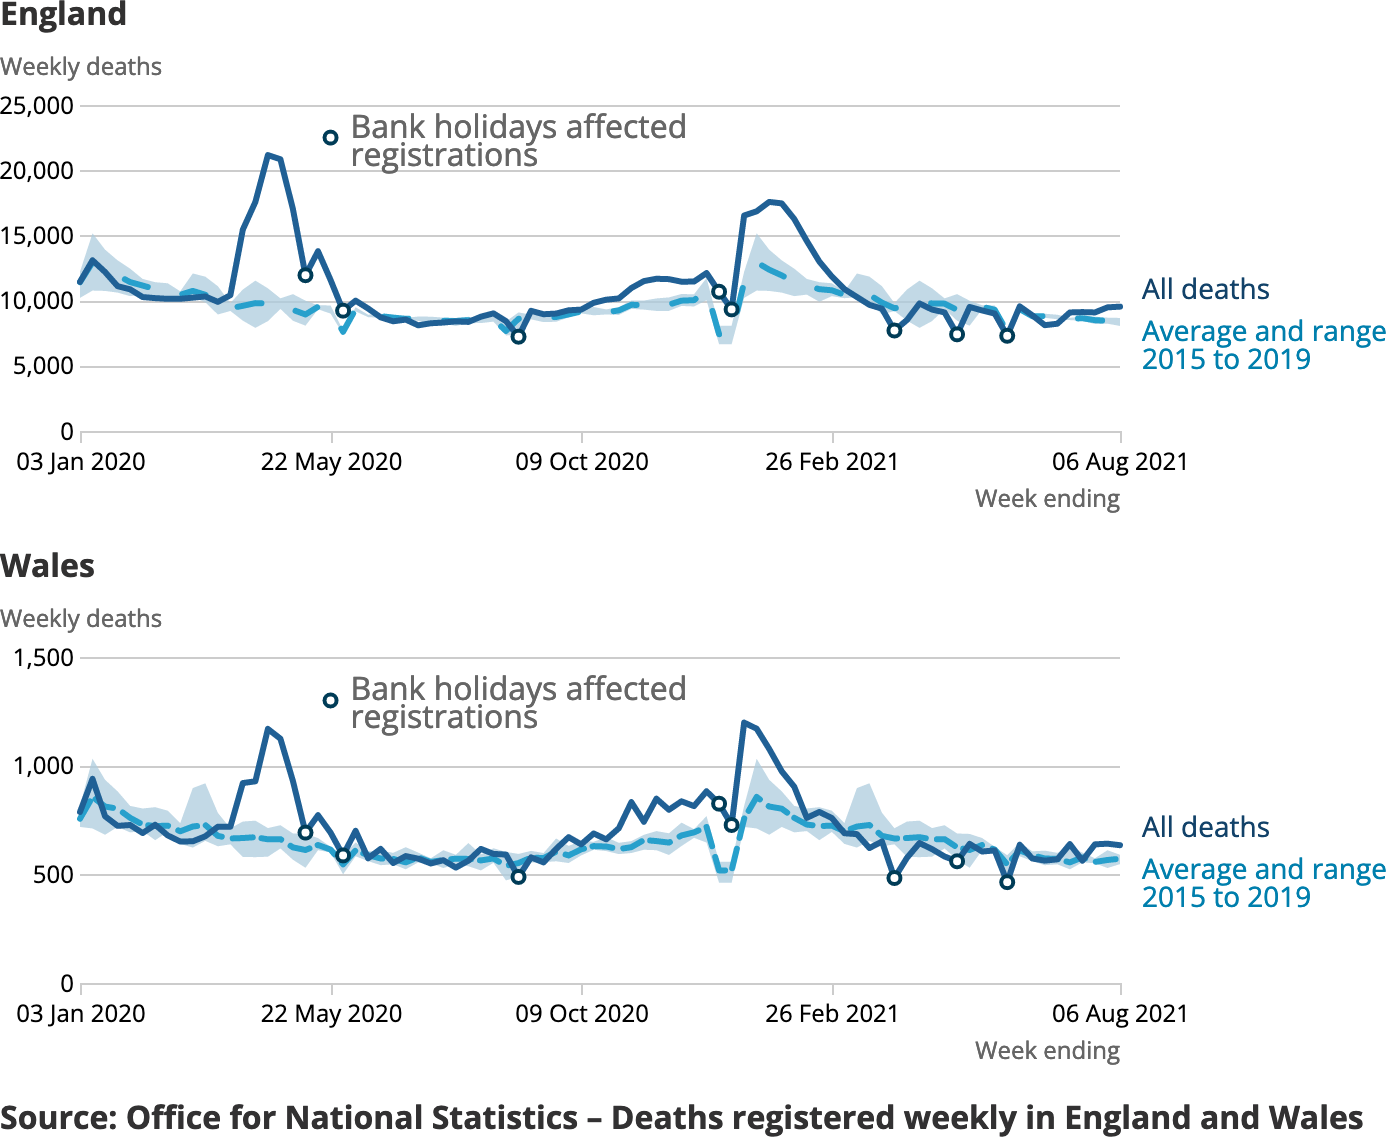 England
Weekly deaths
25,000
Bank holidays affected
registrations
20,000
15,000
10,000
All deaths
Average and range
2015 to 2019
5,000
0
03 Jan 2020 22 May 2020 09 Oct 2020 26 Feb 2021 06 Aug 2021
Week ending
Wales
Weekly deaths
1,500
Bank holidays affected
registrations
1,000
All deaths
Average and range
2015 to 2019
500
0
03 Jan 2020 22 May 2020 09 Oct 2020 26 Feb 2021 06 Aug 2021
Week ending
Source: Office for National Statistics – Deaths registered weekly in England and Wales